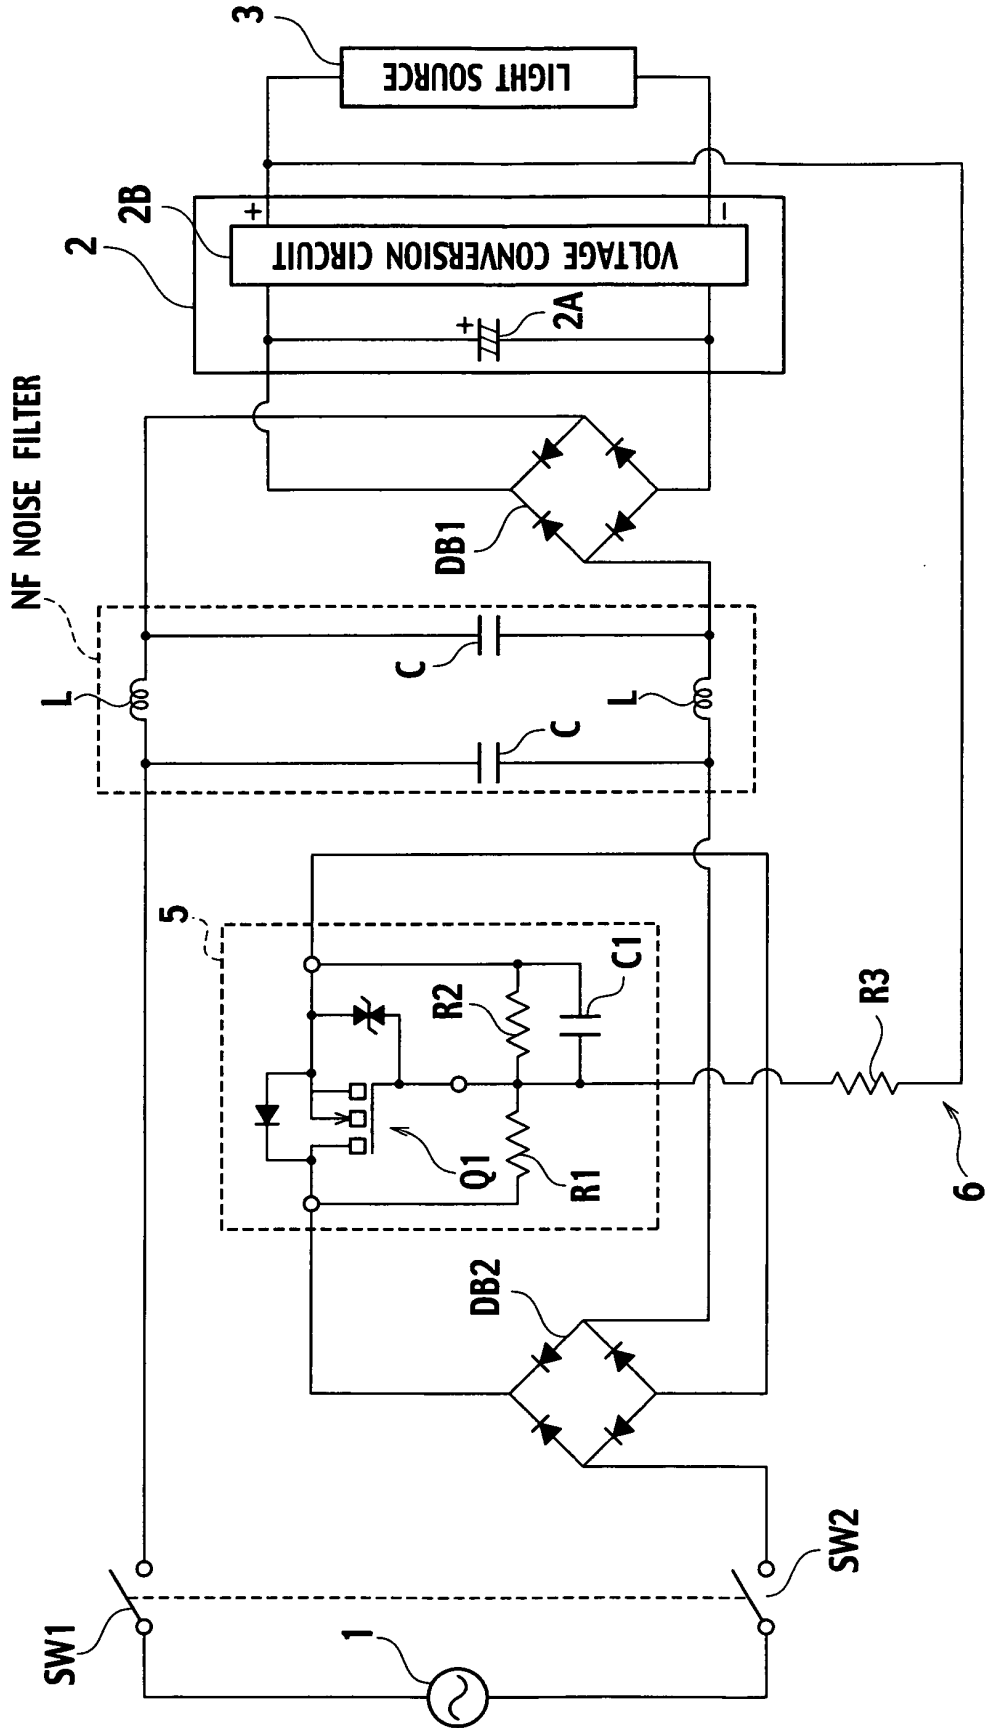 SW1
1
SW2
DB2
5
Q1
R1
R2
C1
R3
6
NF NOISE FILTER
L
C
C
L
DB1
2
2B
+
2A
+
−
VOLTAGE CONVERSION CIRCUIT
3
LIGHT SOURCE